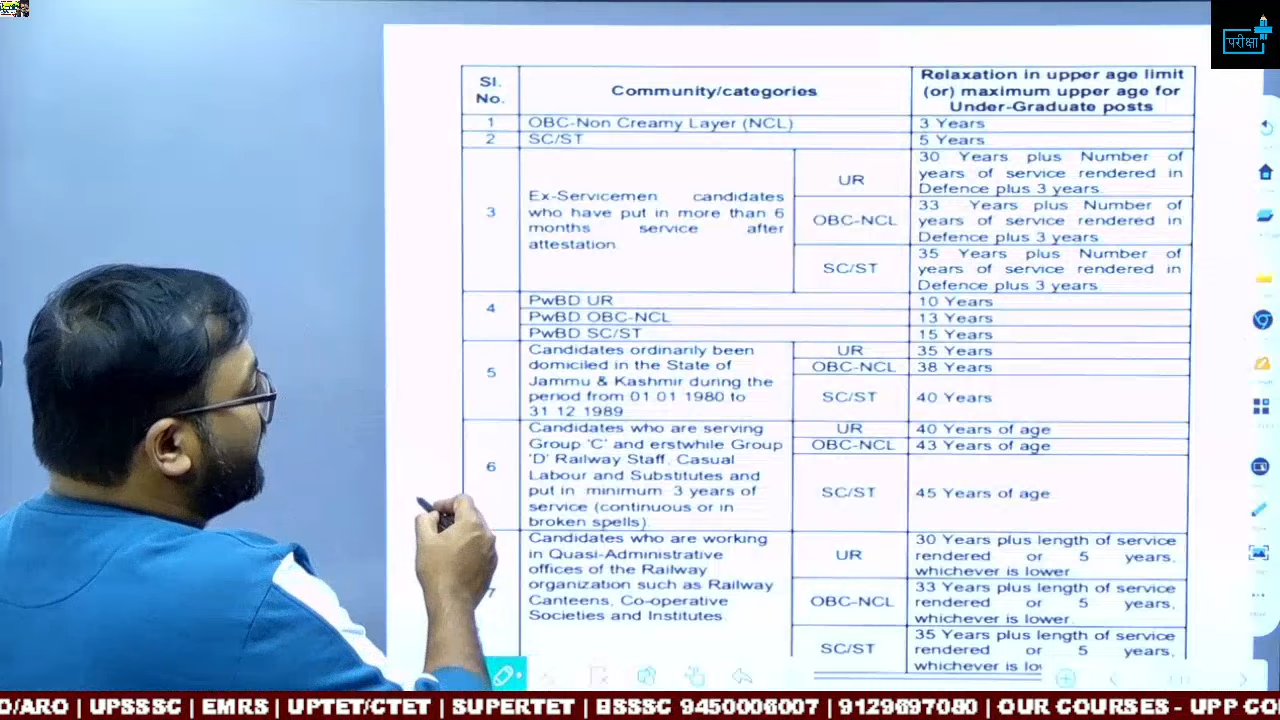 परीक्षा
Sl. No.
Community/categories
Relaxation in upper age limit
(or) maximum upper age for
Under-Graduate posts
1
OBC-Non Creamy Layer (NCL)
3 Years
2
SC/ST
5 Years
3
Ex-Servicemen candidates
who have put in more than 6
months service after
attestation
UR
30 Years plus Number of
years of service rendered in
Defence plus 3 years
OBC-NCL
33 Years plus Number of
years of service rendered in
Defence plus 3 years
SC/ST
35 Years plus Number of
years of service rendered in
Defence plus 3 years
4
PwBD UR
10 Years
PwBD OBC-NCL
13 Years
PwBD SC/ST
15 Years
5
Candidates ordinarily been
domiciled in the State of
Jammu & Kashmir during the
period from 01 01 1980 to
31 12 1989
UR
35 Years
OBC-NCL
38 Years
SC/ST
40 Years
6
Candidates who are serving
Group 'C' and erstwhile Group
'D' Railway Staff, Casual
Labour and Substitutes and
put in minimum 3 years of
service (continuous or in
broken spells)
UR
40 Years of age
OBC-NCL
43 Years of age
SC/ST
45 Years of age
7
Candidates who are working
in Quasi-Administrative
offices of the Railway
organization such as Railway
Canteens, Co-operative
Societies and Institutes
UR
30 Years plus length of service
rendered or 5 years,
whichever is lower
OBC-NCL
33 Years plus length of service
rendered or 5 years,
whichever is lower
SC/ST
35 Years plus length of service
rendered or 5 years,
whichever is lo
O/ARO | UPSSSC | EMRS | UPTET/CTET | SUPERTET | BSSSC 9450006007 | 9129697080 | OUR COURSES - UPP CO